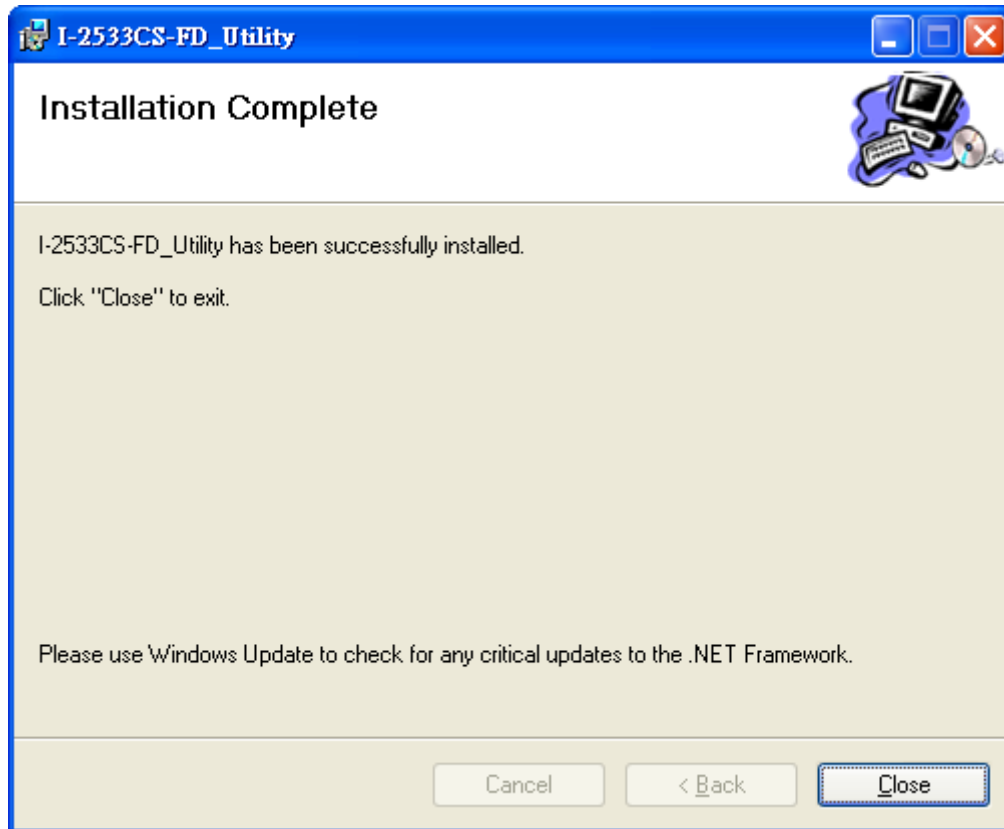 I-2533CS-FD_Utility
Installation Complete
I-2533CS-FD_Utility has been successfully installed.
Click "Close" to exit.
Please use Windows Update to check for any critical updates to the .NET Framework.
Cancel
< Back
Close